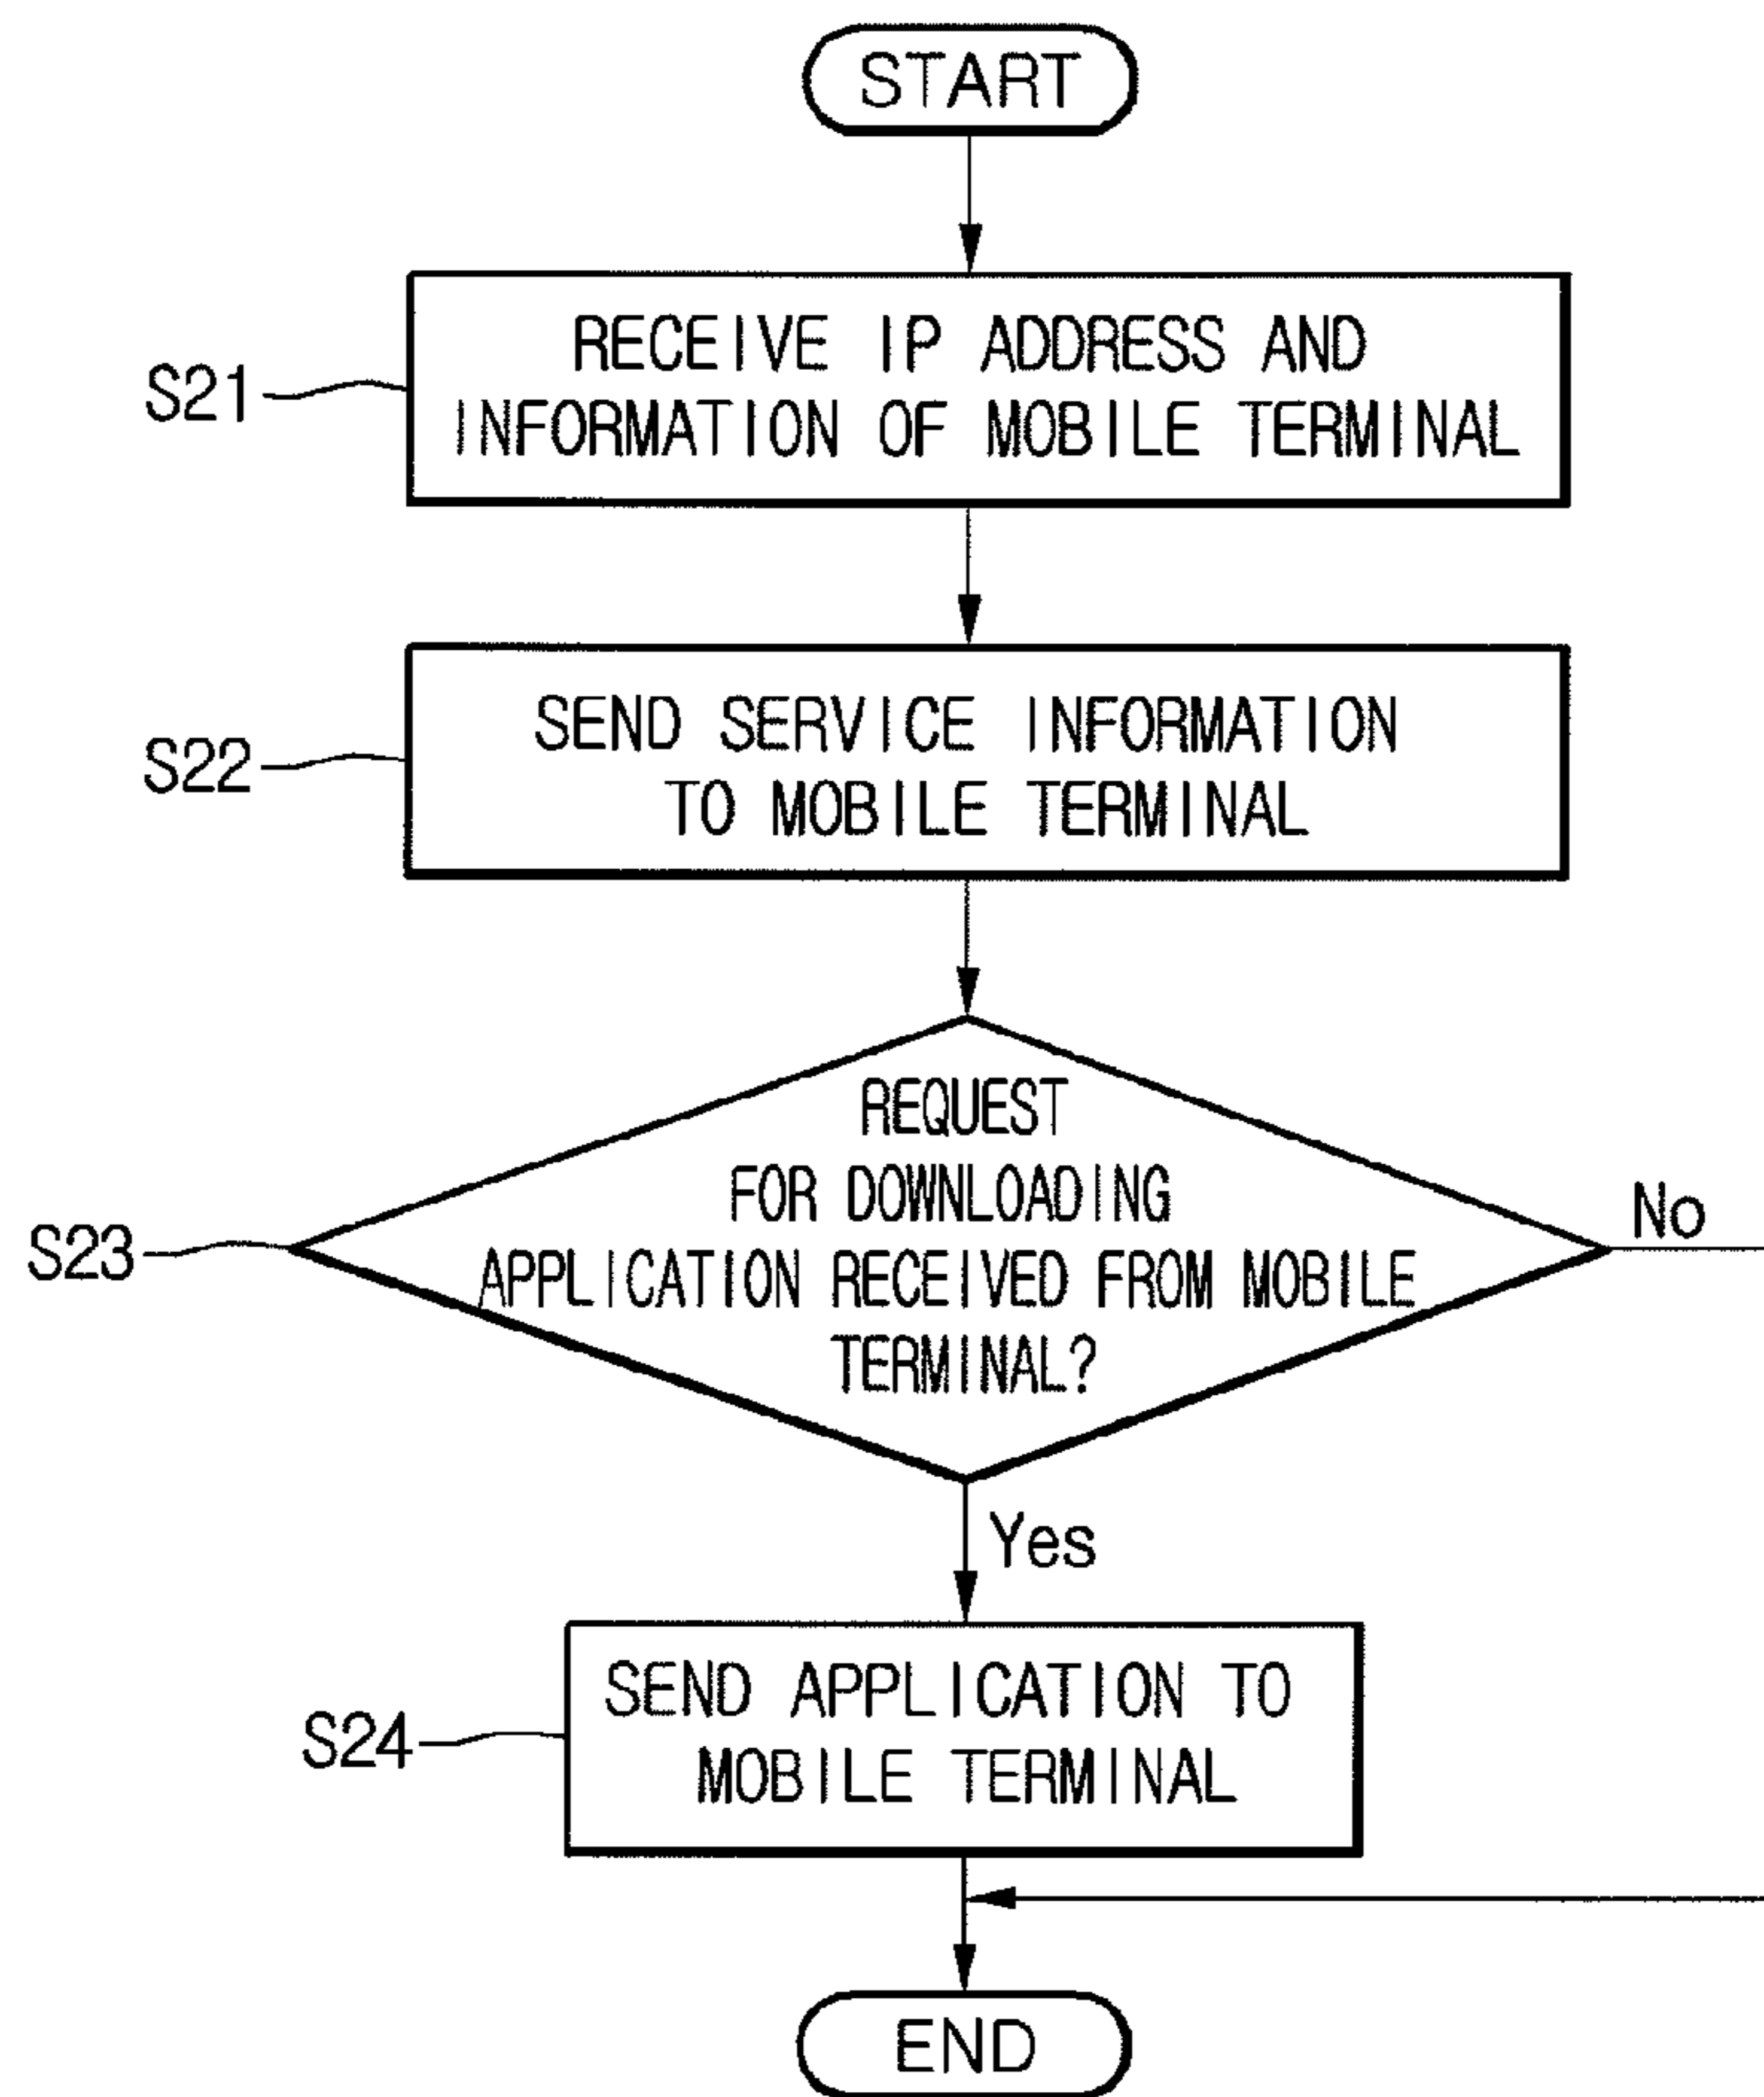 START
S21
RECEIVE IP ADDRESS AND
INFORMATION OF MOBILE TERMINAL
S22
SEND SERVICE INFORMATION
TO MOBILE TERMINAL
S23
REQUEST
FOR DOWNLOADING
APPLICATION RECEIVED FROM MOBILE
TERMINAL?
No
Yes
S24
SEND APPLICATION TO
MOBILE TERMINAL
END